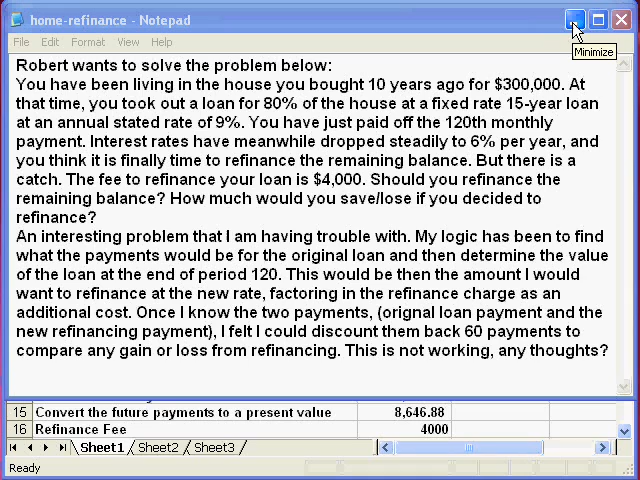 home-refinance - Notepad
File Edit Format View Help
Minimize
Robert wants to solve the problem below:
You have been living in the house you bought 10 years ago for $300,000. At
that time, you took out a loan for 80% of the house at a fixed rate 15-year loan
at an annual stated rate of 9%. You have just paid off the 120th monthly
payment. Interest rates have meanwhile dropped steadily to 6% per year, and
you think it is finally time to refinance the remaining balance. But there is a
catch. The fee to refinance your loan is $4,000. Should you refinance the
remaining balance? How much would you save/lose if you decided to
refinance?
An interesting problem that I am having trouble with. My logic has been to find
what the payments would be for the original loan and then determine the value
of the loan at the end of period 120. This would be then the amount I would
want to refinance at the new rate, factoring in the refinance charge as an
additional cost. Once I know the two payments, (orignal loan payment and the
new refinancing payment), I felt I could discount them back 60 payments to
compare any gain or loss from refinancing. This is not working, any thoughts?
15 Convert the future payments to a present value 8,646.88
16 Refinance Fee 4000
Sheet1 Sheet2 Sheet3
Ready